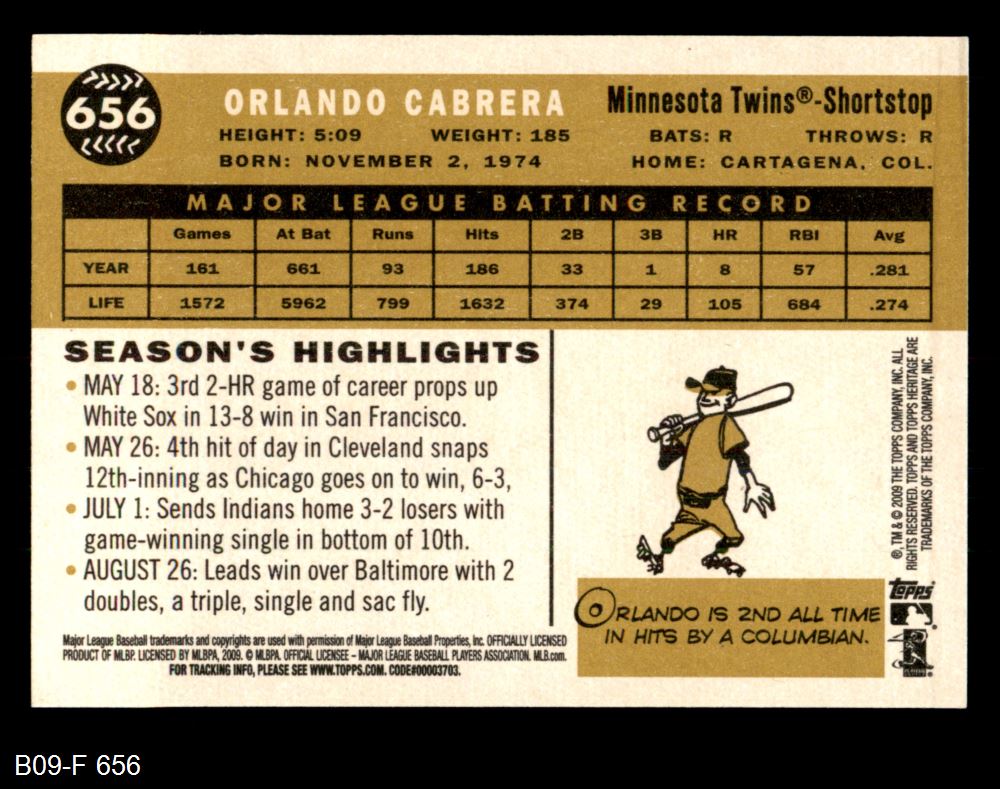 656
ORLANDO CABRERA
Minnesota Twins®-Shortstop
HEIGHT: 5:09 WEIGHT: 185 BATS: R THROWS: R
BORN: NOVEMBER 2, 1974 HOME: CARTAGENA, COL.
MAJOR LEAGUE BATTING RECORD
Games At Bat Runs Hits 2B 3B HR RBI Avg
YEAR 161 661 93 186 33 1 8 57 .281
LIFE 1572 5962 799 1632 374 29 105 684 .274
SEASON'S HIGHLIGHTS
• MAY 18: 3rd 2-HR game of career props up
White Sox in 13-8 win in San Francisco.
• MAY 26: 4th hit of day in Cleveland snaps
12th-inning as Chicago goes on to win, 6-3,
• JULY 1: Sends Indians home 3-2 losers with
game-winning single in bottom of 10th.
• AUGUST 26: Leads win over Baltimore with 2
doubles, a triple, single and sac fly.
Major League Baseball trademarks and copyrights are used with permission of Major League Baseball Properties, Inc. OFFICIALLY LICENSED
PRODUCT OF MLBP. LICENSED BY MLBPA, 2009. © MLBPA. OFFICIAL LICENSEE – MAJOR LEAGUE BASEBALL PLAYERS ASSOCIATION. MLB.com.
FOR TRACKING INFO, PLEASE SEE WWW.TOPPS.COM. CODE#00003703.
ORLANDO IS 2ND ALL TIME
IN HITS BY A COLUMBIAN.
®, TM & © 2009 THE TOPPS COMPANY, INC. ALL
RIGHTS RESERVED. TOPPS AND TOPPS HERITAGE ARE
TRADEMARKS OF THE TOPPS COMPANY, INC.
topps
B09-F 656